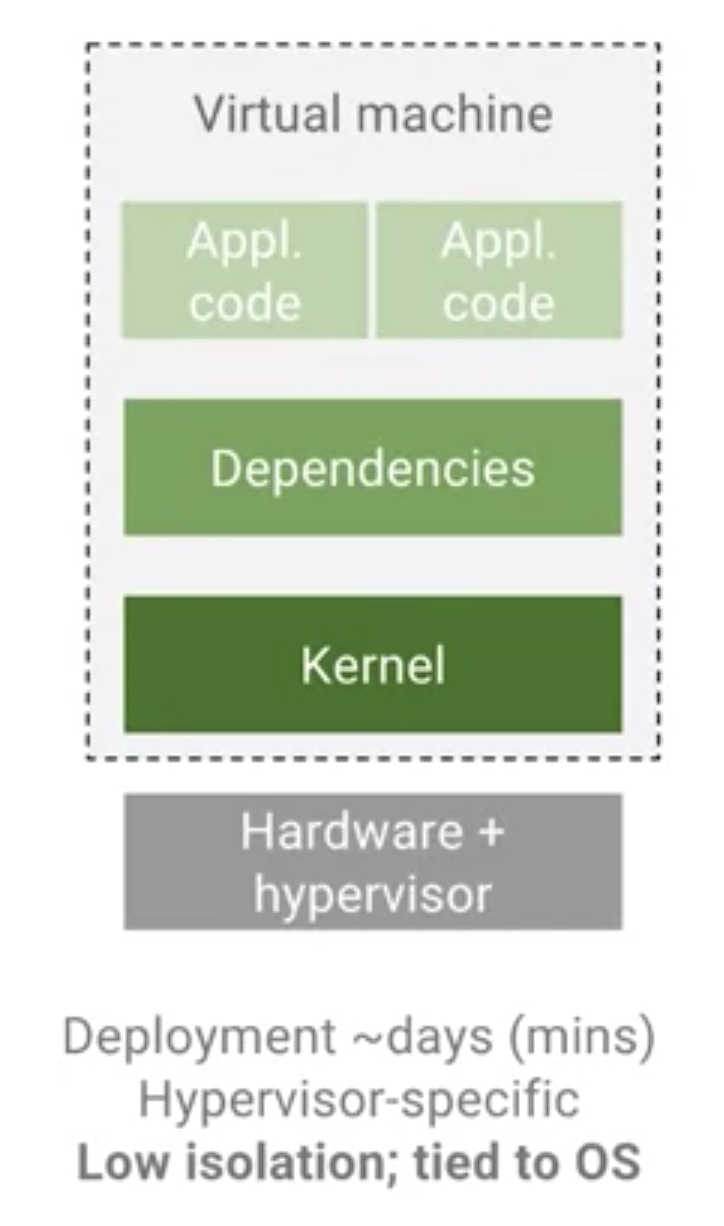 Virtual machine
Appl. Appl.
code code
Dependencies
Kernel
Hardware +
hypervisor
Deployment ~days (mins)
Hypervisor-specific
Low isolation; tied to OS